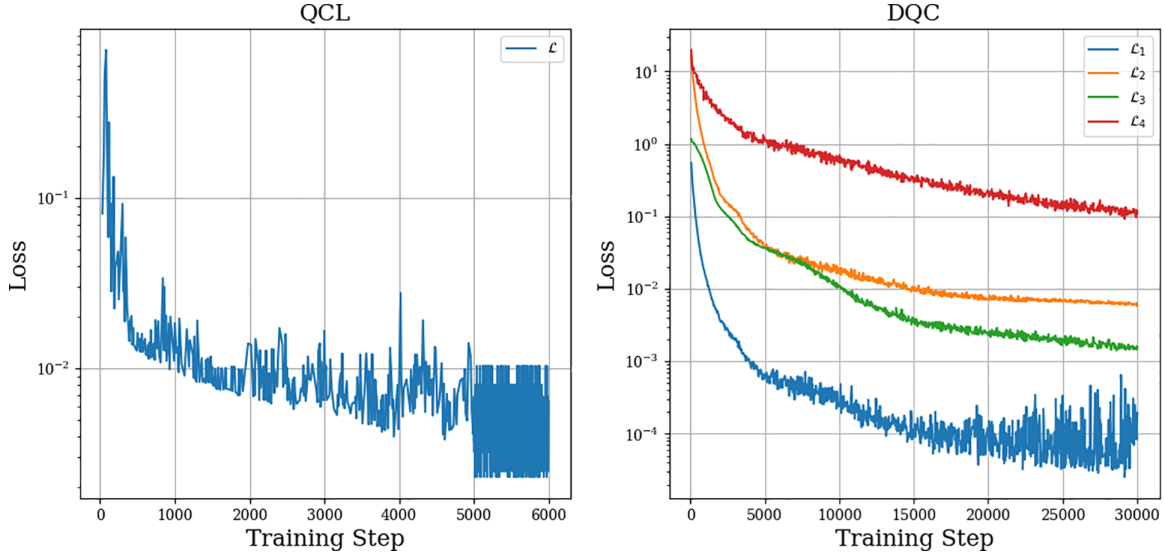 QCL
Loss
10⁻¹
10⁻²
0 1000 2000 3000 4000 5000 6000
Training Step
ℒ
DQC
Loss
10¹
10⁰
10⁻¹
10⁻²
10⁻³
10⁻⁴
0 5000 10000 15000 20000 25000 30000
Training Step
ℒ₁
ℒ₂
ℒ₃
ℒ₄